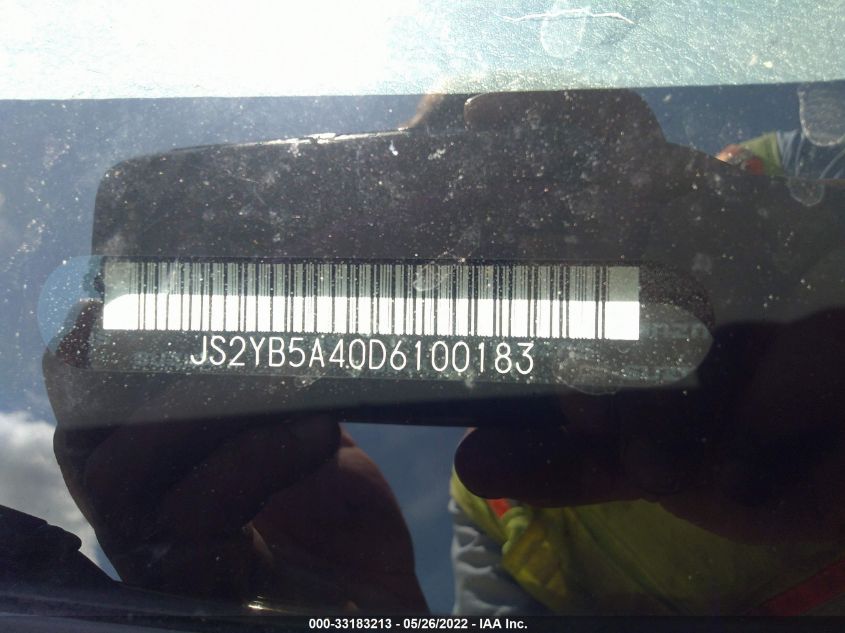 JS2YB5A40D6100183
000-33183213 - 05/26/2022 - IAA Inc.